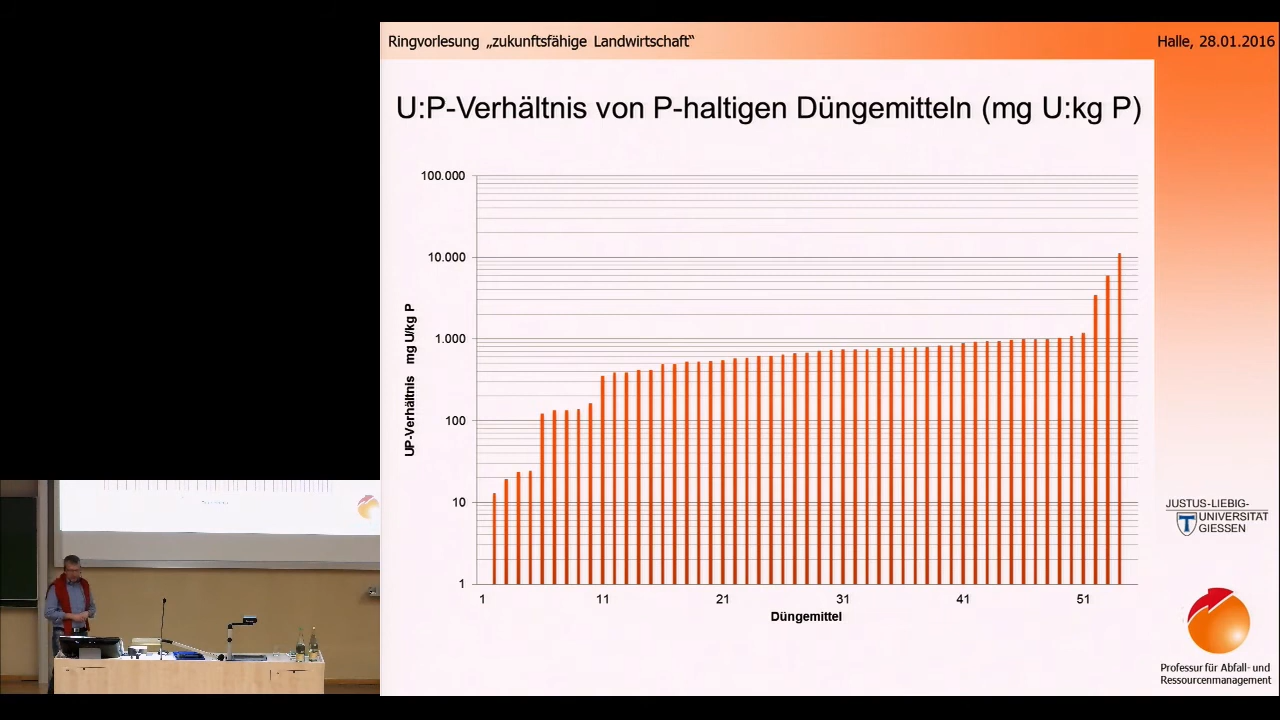 Ringvorlesung „zukunftsfähige Landwirtschaft“
Halle, 28.01.2016
U:P-Verhältnis von P-haltigen Düngemitteln (mg U:kg P)
100.000
10.000
1.000
100
10
1
UP-Verhältnis mg U/kg P
1 11 21 31 41 51
Düngemittel
JUSTUS-LIEBIG-
UNIVERSITAT
GIESSEN
Professur für Abfall- und
Ressourcenmanagement